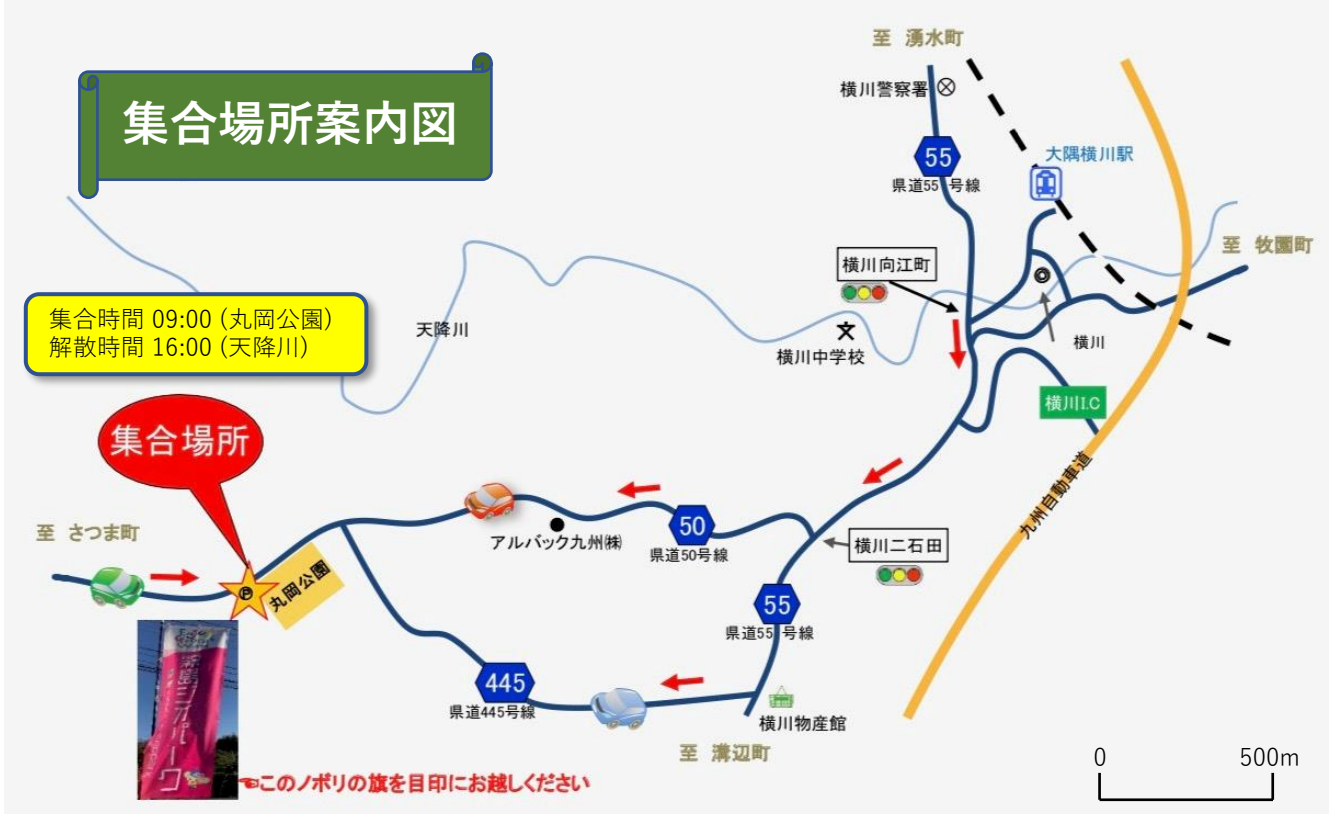 集合場所案内図
至 湧水町
横川警察署
55
県道55号線
大隅横川駅
至 牧園町
横川向江町
集合時間 09:00 (丸岡公園)
解散時間 16:00 (天降川)
天降川
文
横川中学校
横川
横川I.C
集合場所
九州自動車道
至 さつま町
アルバック九州㈱
50
県道50号線
横川二石田
P
丸岡公園
55
県道55号線
霧島ジオパーク
445
県道445号線
横川物産館
至 溝辺町
☜このノボリの旗を目印にお越しください
0 500m